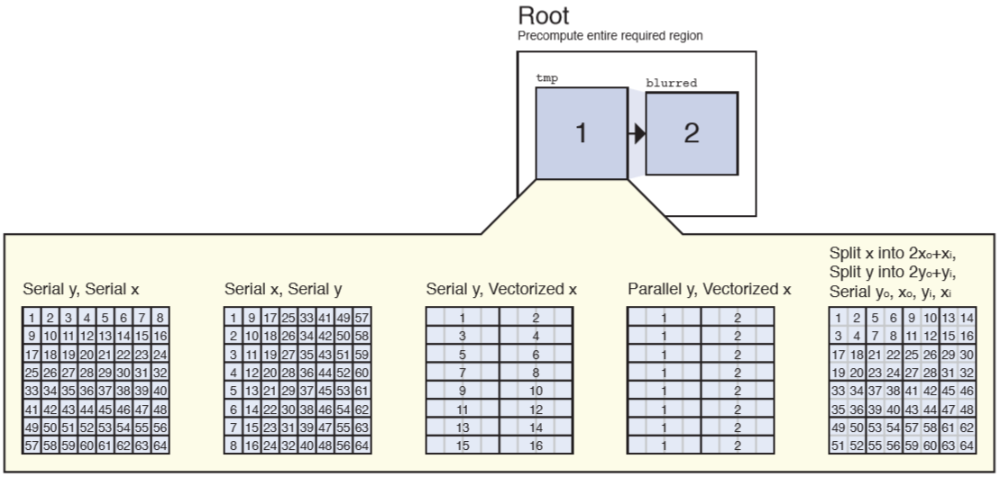 Root
Precompute entire required region
tmp
blurred
1
2
Serial y, Serial x
1 2 3 4 5 6 7 8
9 10 11 12 13 14 15 16
17 18 19 20 21 22 23 24
25 26 27 28 29 30 31 32
33 34 35 36 37 38 39 40
41 42 43 44 45 46 47 48
49 50 51 52 53 54 55 56
57 58 59 60 61 62 63 64
Serial x, Serial y
1 9 17 25 33 41 49 57
2 10 18 26 34 42 50 58
3 11 19 27 35 43 51 59
4 12 20 28 36 44 52 60
5 13 21 29 37 45 53 61
6 14 22 30 38 46 54 62
7 15 23 31 39 47 55 63
8 16 24 32 40 48 56 64
Serial y, Vectorized x
1 2
3 4
5 6
7 8
9 10
11 12
13 14
15 16
Parallel y, Vectorized x
1 2
1 2
1 2
1 2
1 2
1 2
1 2
1 2
Split x into 2xo+xi,
Split y into 2yo+yi,
Serial yo, xo, yi, xi
1 2 5 6 9 10 13 14
3 4 7 8 11 12 15 16
17 18 21 22 25 26 29 30
19 20 23 24 27 28 31 32
33 34 37 38 41 42 45 46
35 36 39 40 43 44 47 48
49 50 53 54 57 58 61 62
51 52 55 56 59 60 63 64